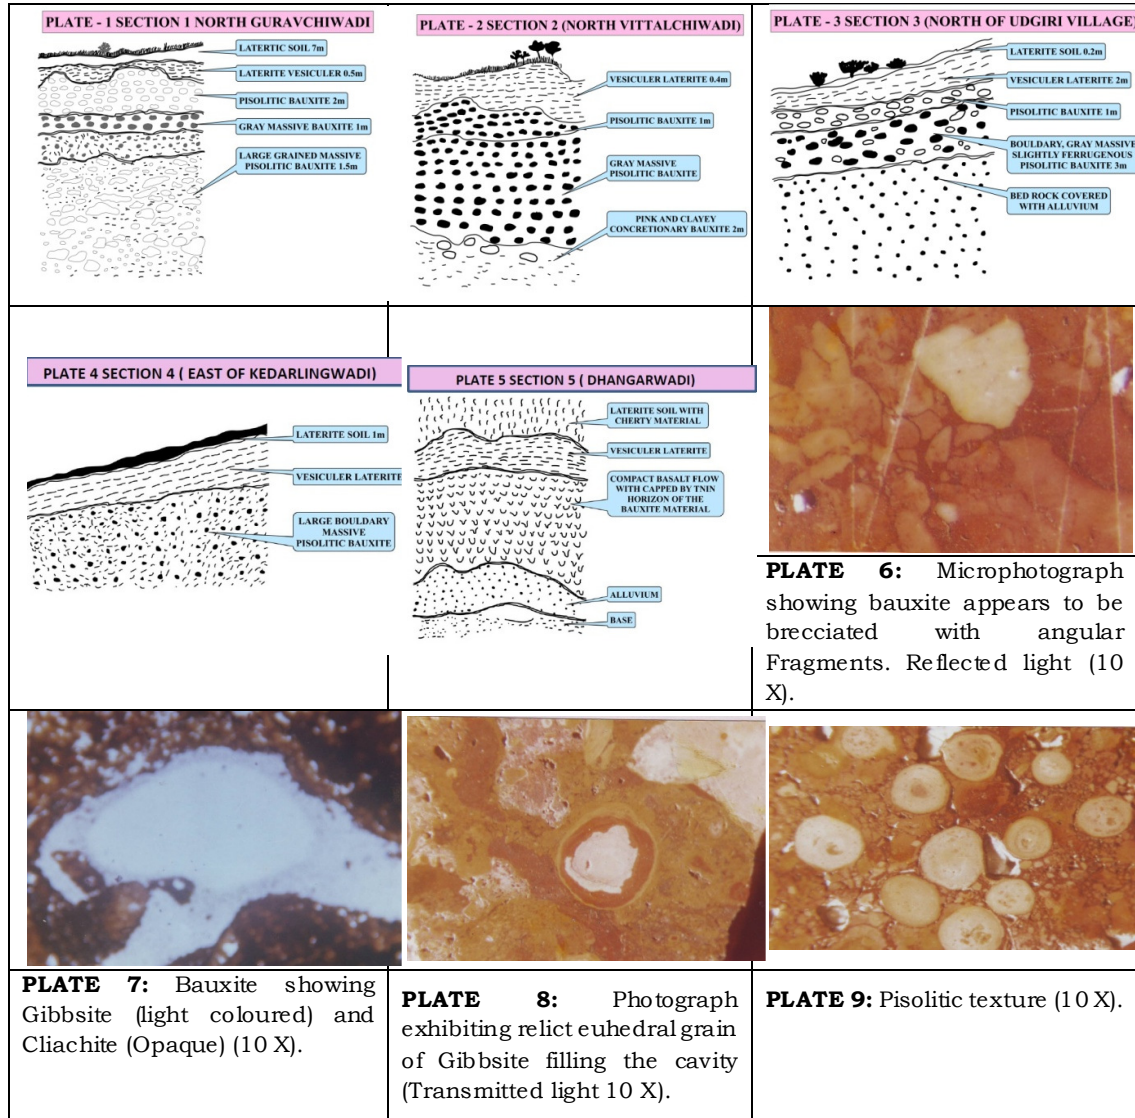 PLATE - 1 SECTION 1 NORTH GURAVCHIWADI
LATERTIC SOIL 7m
LATERITE VESICULER 0.5m
PISOLITIC BAUXITE 2m
GRAY MASSIVE BAUXITE 1m
LARGE GRAINED MASSIVE
PISOLITIC BAUXITE 1.5m
PLATE - 2 SECTION 2 (NORTH VITTALCHIWADI)
VESICULER LATERITE 0.4m
PISOLITIC BAUXITE 1m
GRAY MASSIVE
PISOLITIC BAUXITE
PINK AND CLAYEY
CONCRETIONARY BAUXITE 2m
PLATE - 3 SECTION 3 (NORTH OF UDGIRI VILLAGE)
LATERITE SOIL 0.2m
VESICULER LATERITE 2m
PISOLITIC BAUXITE 1m
BOULDARY, GRAY MASSIVE
SLIGHTLY FERRUGENOUS
PISOLITIC BAUXITE 3m
BED ROCK COVERED
WITH ALLUVIUM
PLATE 4 SECTION 4 ( EAST OF KEDARLINGWADI)
LATERITE SOIL 1m
VESICULER LATERITE
LARGE BOULDARY
MASSIVE
PISOLITIC BAUXITE
PLATE 5 SECTION 5 ( DHANGARWADI)
LATERITE SOIL WITH
CHERTY MATERIAL
VESICULER LATERITE
COMPACT BASALT FLOW
WITH CAPPED BY TNIN
HORIZON OF THE
BAUXITE MATERIAL
ALLUVIUM
BASE
PLATE 6: Microphotograph
showing bauxite appears to be
brecciated with angular
Fragments. Reflected light (10
X).
PLATE 7: Bauxite showing
Gibbsite (light coloured) and
Cliachite (Opaque) (10 X).
PLATE 8: Photograph
exhibiting relict euhedral grain
of Gibbsite filling the cavity
(Transmitted light 10 X).
PLATE 9: Pisolitic texture (10 X).